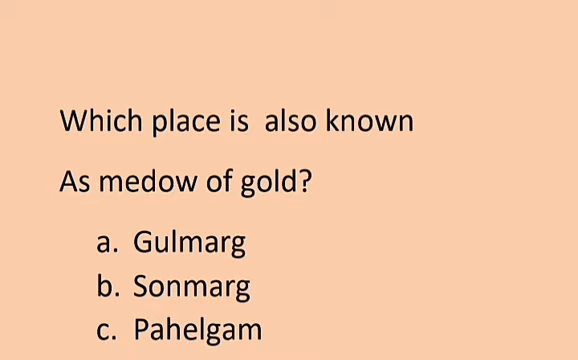 Which place is also known
As medow of gold?
a. Gulmarg
b. Sonmarg
c. Pahelgam